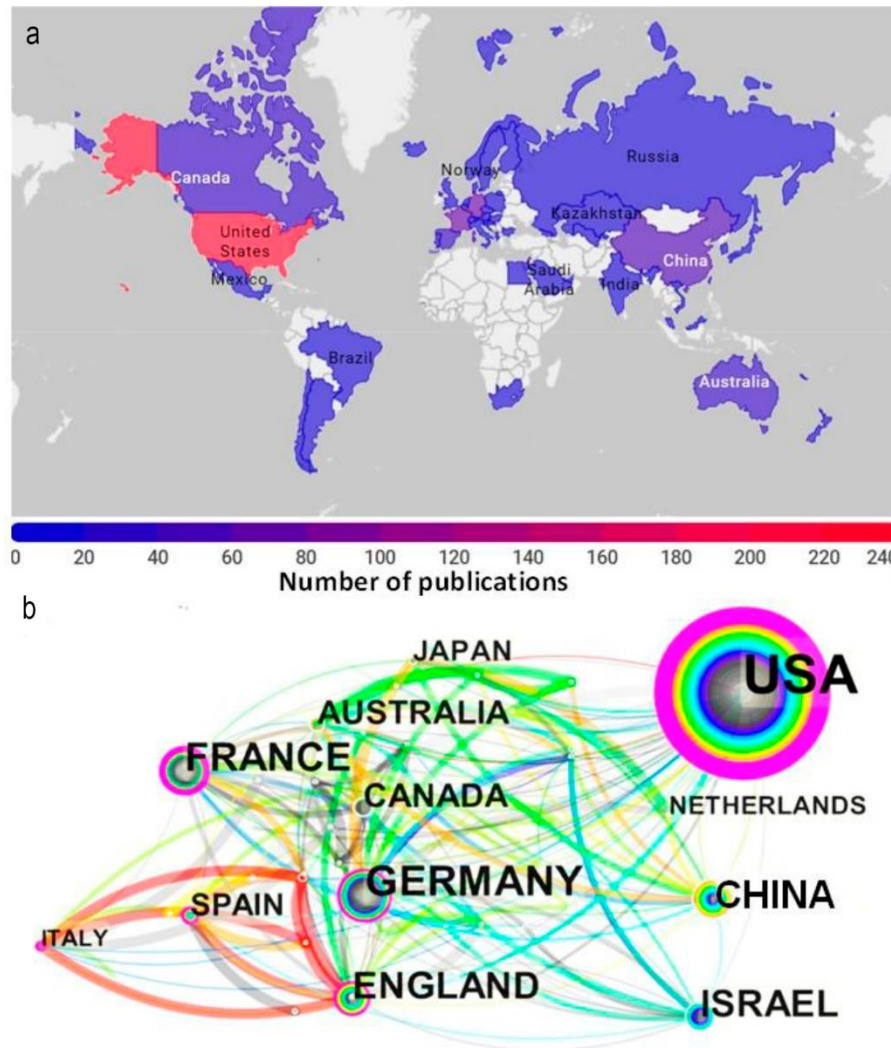 a
Norway
Russia
Canada
Kazakhstan
United
States
China
Saudi
Arabia
India
Mexico
Brazil
Australia
0 20 40 60 80 100 120 140 160 180 200 220 240
Number of publications
b
JAPAN
USA
AUSTRALIA
FRANCE
CANADA
NETHERLANDS
GERMANY
CHINA
SPAIN
ITALY
ENGLAND
ISRAEL